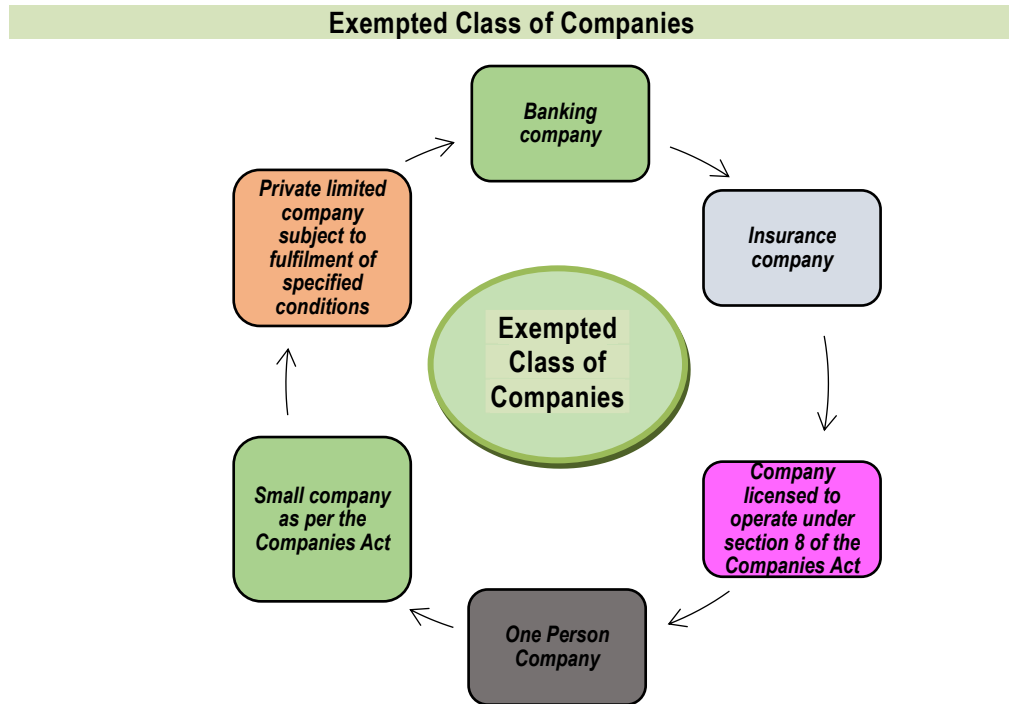 Exempted Class of Companies
Banking
company
Insurance
company
Company
licensed to
operate under
section 8 of the
Companies Act
One Person
Company
Small company
as per the
Companies Act
Private limited
company
subject to
fulfilment of
specified
conditions
Exempted
Class of
Companies